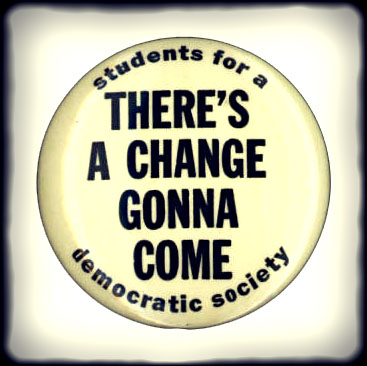 students for a
THERE'S
A CHANGE
GONNA
COME
democratic society